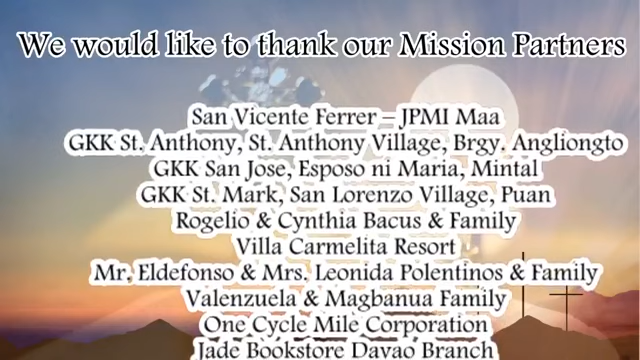 We would like to thank our Mission Partners
San Vicente Ferrer – JPMI Maa
GKK St. Anthony, St. Anthony Village, Brgy. Angliongto
GKK San Jose, Esposo ni Maria, Mintal
GKK St. Mark, San Lorenzo Village, Puan
Rogelio & Cynthia Bacus & Family
Villa Carmelita Resort
Mr. Eldefonso & Mrs. Leonida Polentinos & Family
Valenzuela & Magbanua Family
One Cycle Mile Corporation
Jade Bookstore Davao Branch